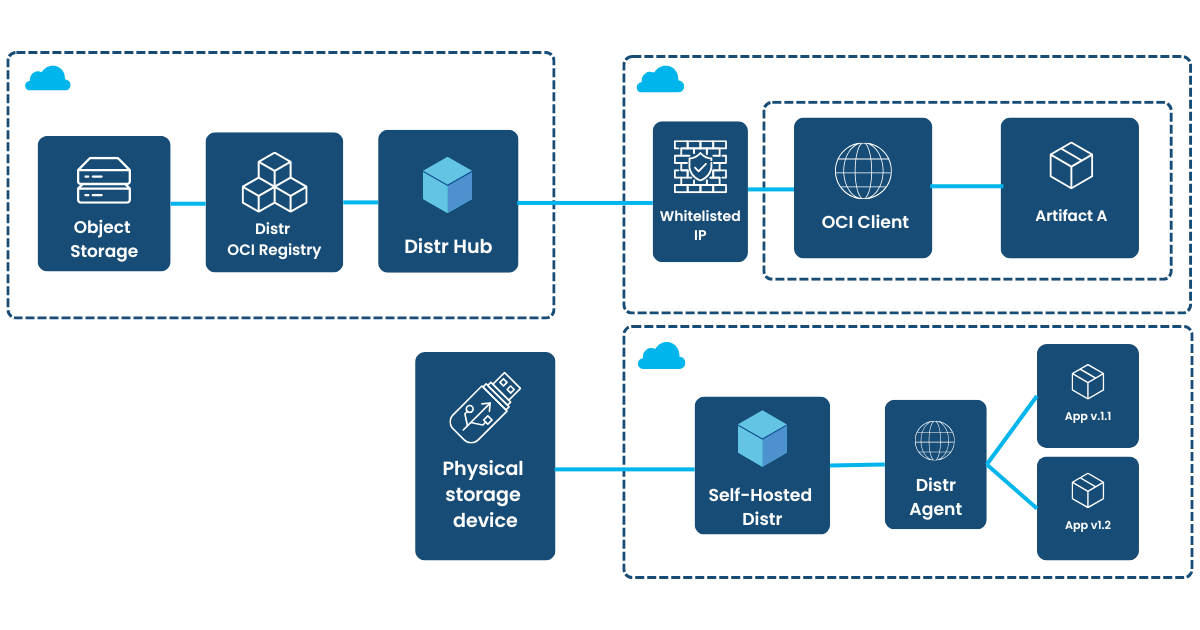 Object
Storage
Distr
OCI Registry
Distr Hub
Whitelisted
IP
OCI Client
Artifact A
Physical
storage
device
Self-Hosted
Distr
Distr
Agent
App v.1.1
App v1.2